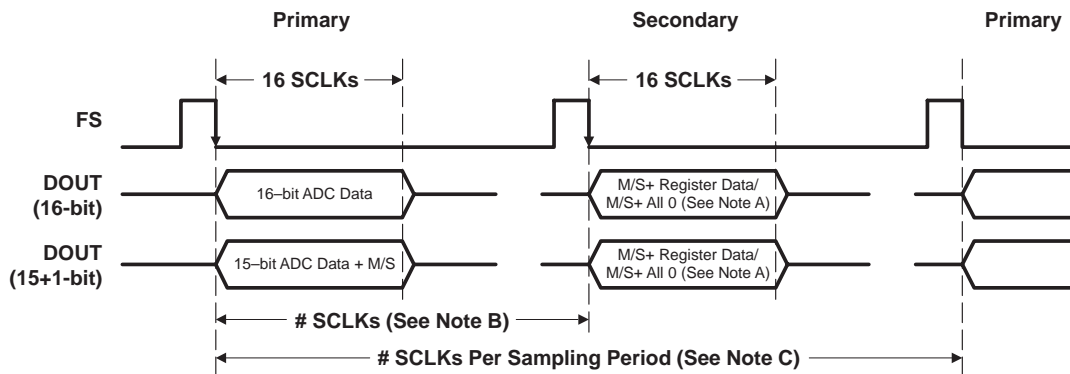 Primary
Secondary
Primary
16 SCLKs
16 SCLKs
FS
DOUT
(16-bit)
16–bit ADC Data
M/S+ Register Data/
M/S+ All 0 (See Note A)
DOUT
(15+1-bit)
15–bit ADC Data + M/S
M/S+ Register Data/
M/S+ All 0 (See Note A)
# SCLKs (See Note B)
# SCLKs Per Sampling Period (See Note C)